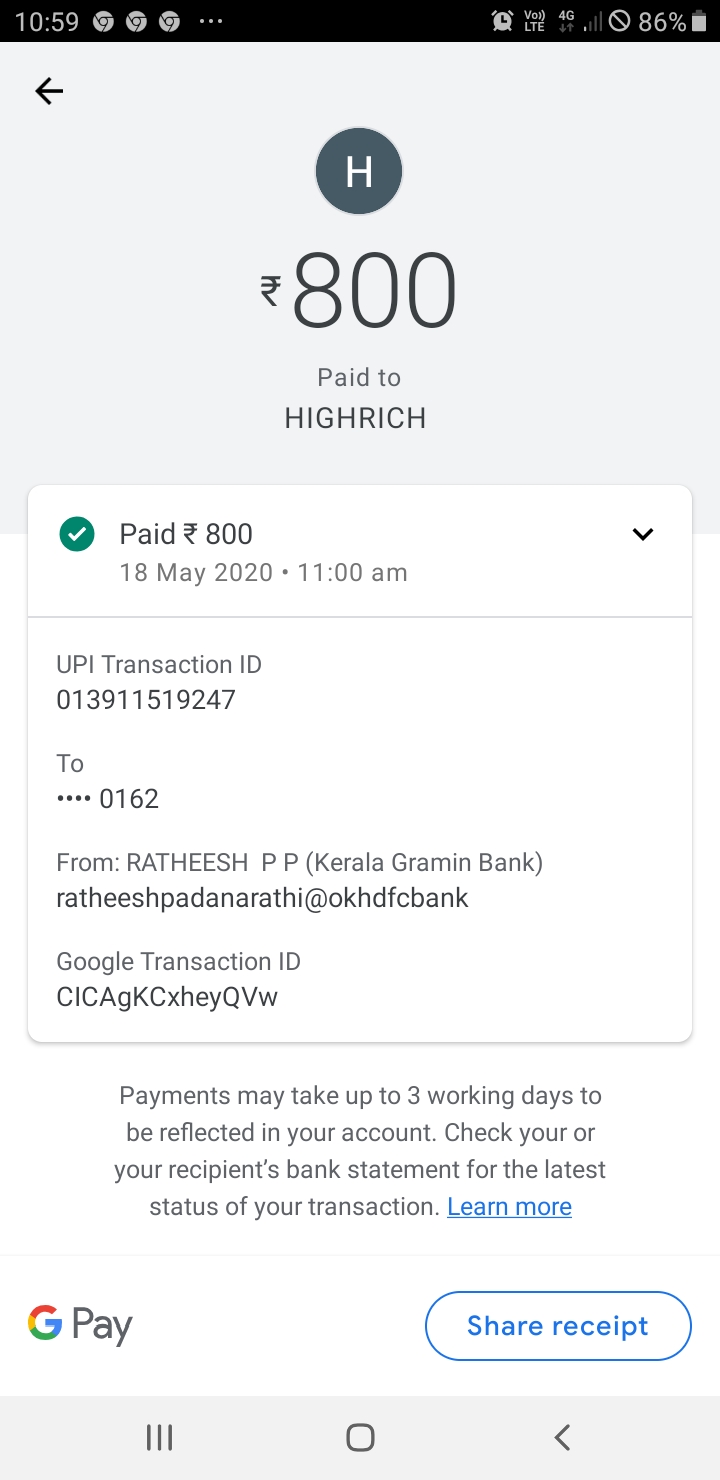 10:59 ... Vo)) LTE 4G 86%
H
₹800
Paid to
HIGHRICH
Paid ₹ 800
18 May 2020 • 11:00 am
UPI Transaction ID
013911519247
To
•••• 0162
From: RATHEESH  P P (Kerala Gramin Bank)
ratheeshpadanarathi@okhdfcbank
Google Transaction ID
CICAgKCxheyQVw
Payments may take up to 3 working days to
be reflected in your account. Check your or
your recipient’s bank statement for the latest
status of your transaction. Learn more
G Pay
Share receipt